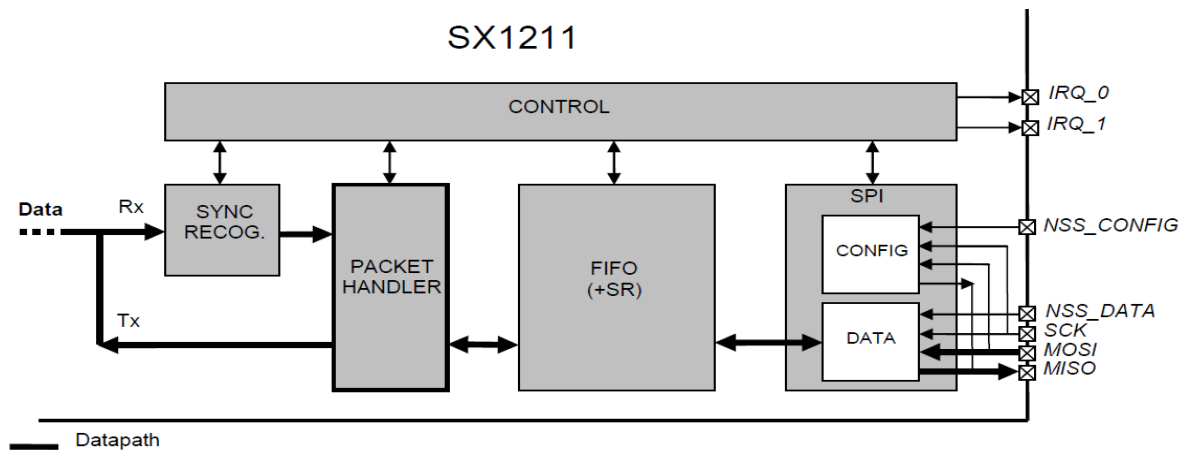 SX1211
CONTROL
IRQ_0
IRQ_1
Data
Rx
SYNC
RECOG.
PACKET
HANDLER
FIFO
(+SR)
SPI
CONFIG
DATA
NSS_CONFIG
NSS_DATA
SCK
MOSI
MISO
Tx
Datapath